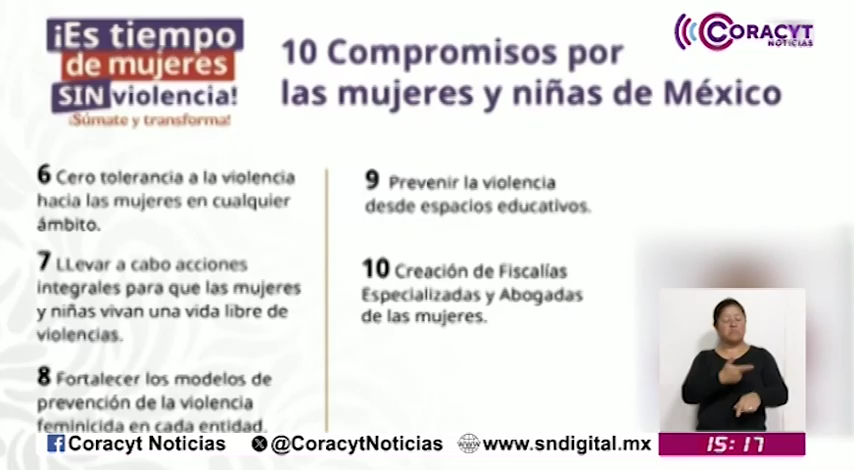 ¡Es tiempo
de mujeres
SIN violencia!
¡Súmate y transforma!
10 Compromisos por
las mujeres y niñas de México
CORACYT
NOTICIAS
6 Cero tolerancia a la violencia
hacia las mujeres en cualquier
ámbito.
7 LLevar a cabo acciones
integrales para que las mujeres
y niñas vivan una vida libre de
violencias.
8 Fortalecer los modelos de
prevención de la violencia
feminicida en cada entidad.
9 Prevenir la violencia
desde espacios educativos.
10 Creación de Fiscalías
Especializadas y Abogadas
de las mujeres.
Coracyt Noticias @CoracytNoticias www.sndigital.mx
15:17